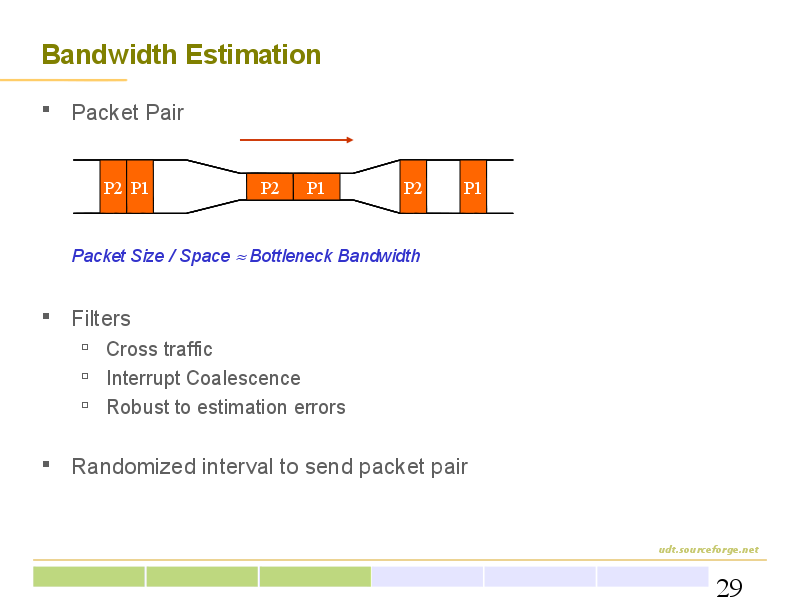 Bandwidth Estimation
Packet Pair
P2 P1 P2 P1 P2 P1
Packet Size / Space ≈ Bottleneck Bandwidth
Filters
Cross traffic
Interrupt Coalescence
Robust to estimation errors
Randomized interval to send packet pair
udt.sourceforge.net
29